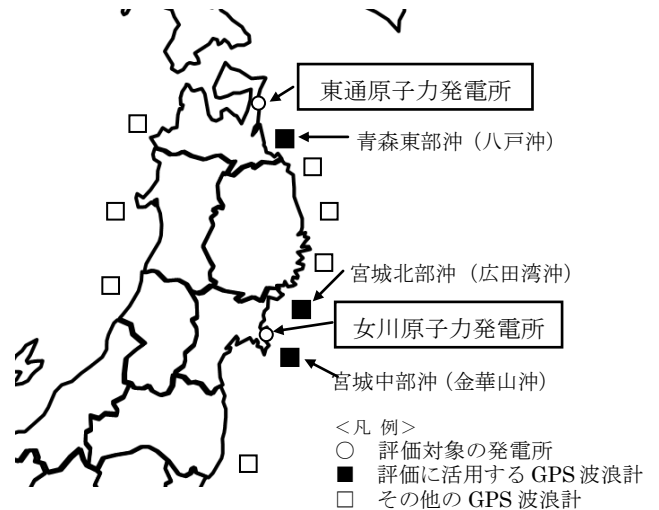 東通原子力発電所
青森東部沖（八戸沖）
宮城北部沖（広田湾沖）
女川原子力発電所
宮城中部沖（金華山沖）
＜凡 例＞
○ 評価対象の発電所
■ 評価に活用する GPS 波浪計
□ その他の GPS 波浪計